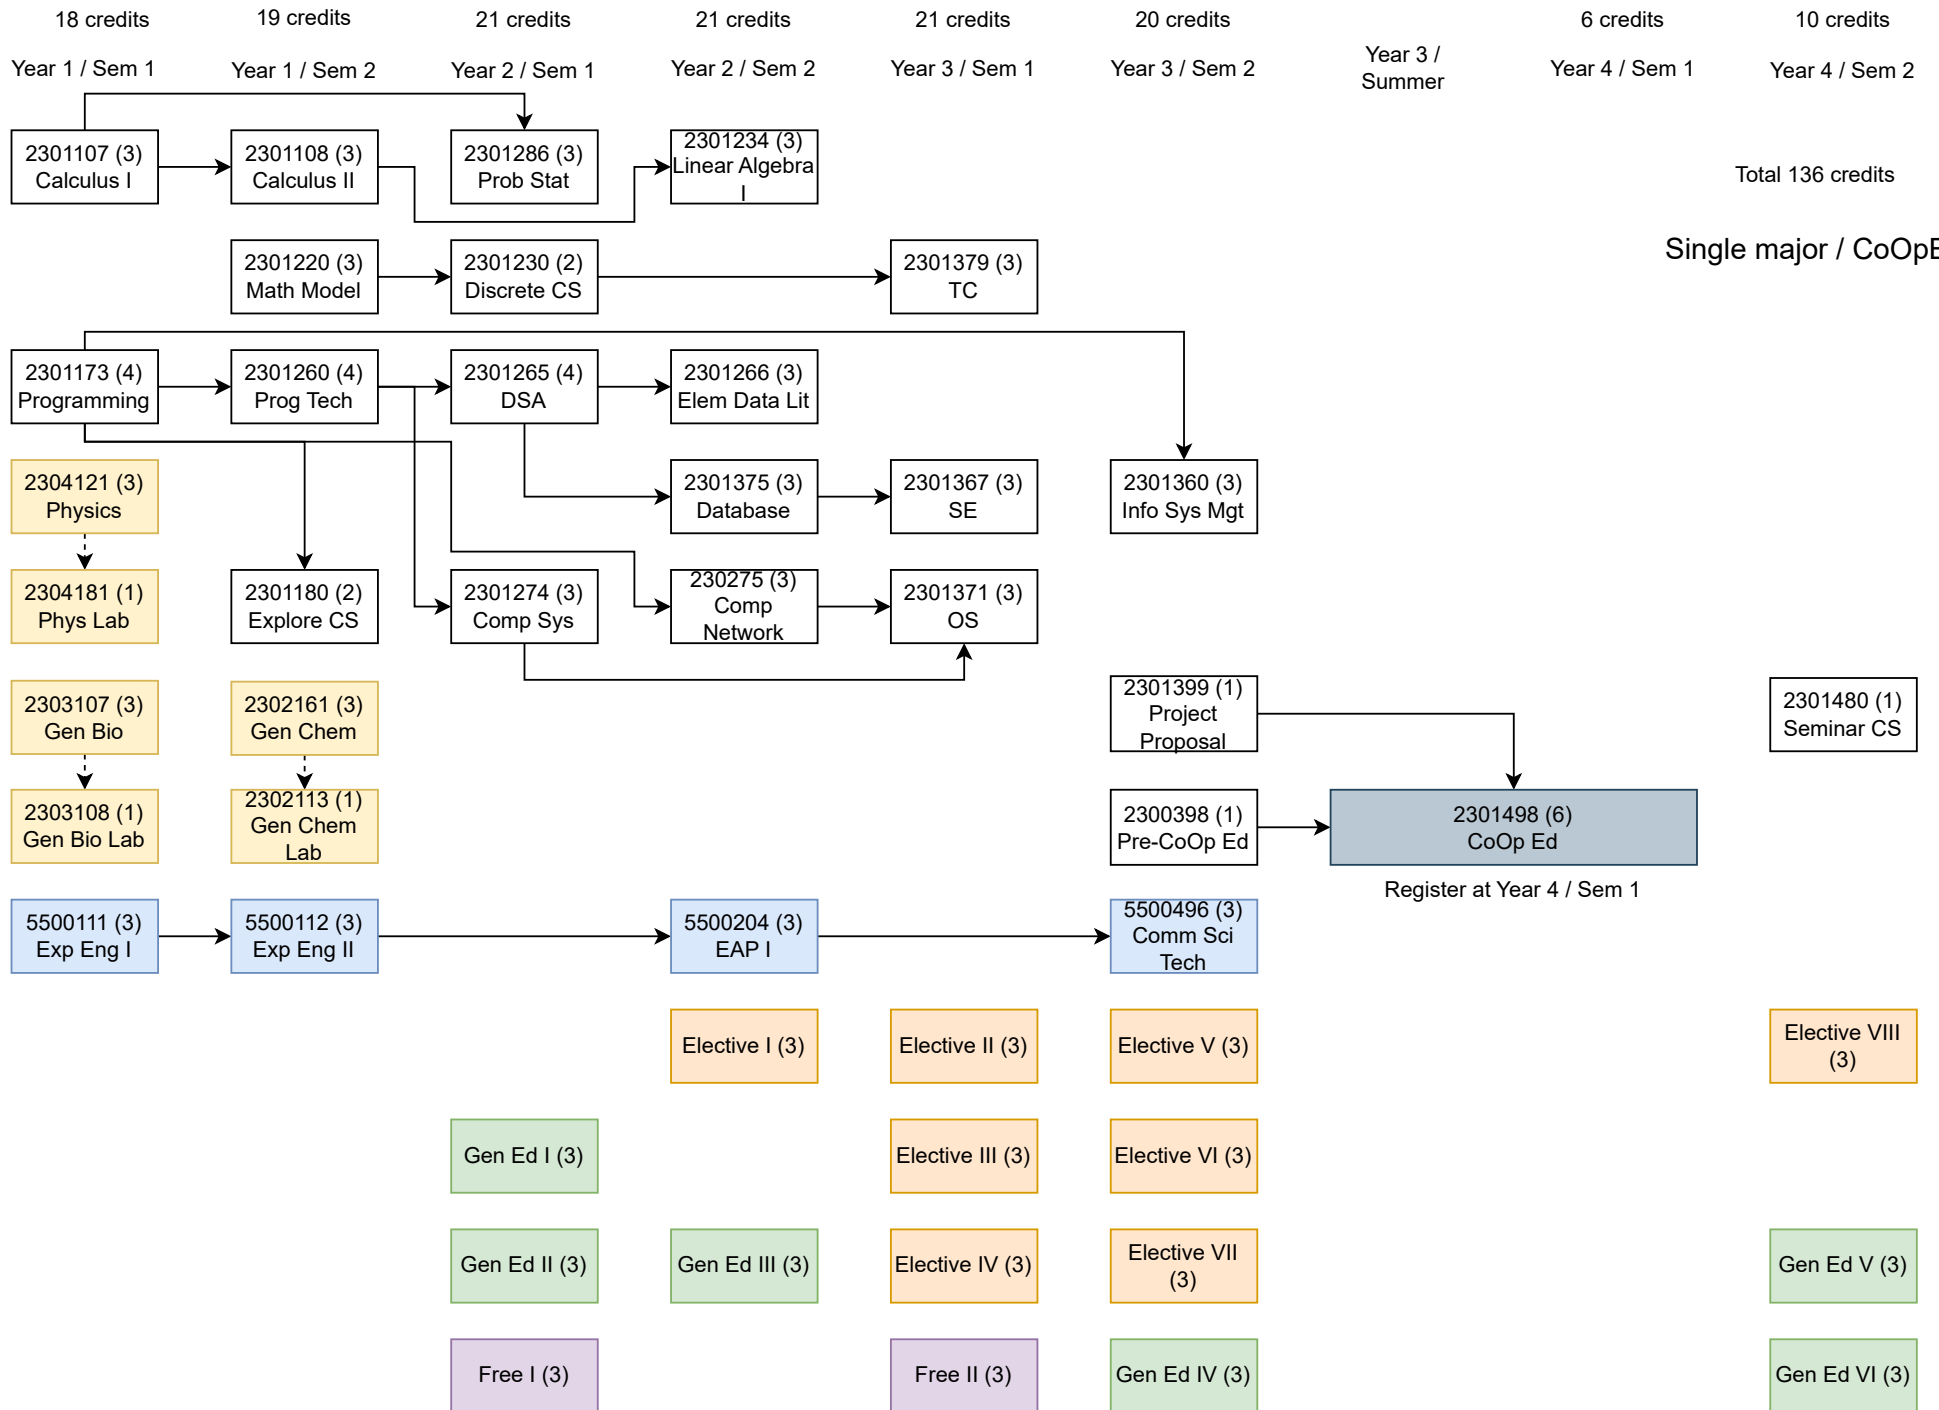 18 credits
19 credits
21 credits
21 credits
21 credits
20 credits
6 credits
10 credits
Year 1 / Sem 1
Year 1 / Sem 2
Year 2 / Sem 1
Year 2 / Sem 2
Year 3 / Sem 1
Year 3 / Sem 2
Year 3 /
Summer
Year 4 / Sem 1
Year 4 / Sem 2
2301107 (3)
Calculus I
2301108 (3)
Calculus II
2301286 (3)
Prob Stat
2301234 (3)
Linear Algebra
I
Total 136 credits
2301220 (3)
Math Model
2301230 (2)
Discrete CS
2301379 (3)
TC
Single major / CoOpE
2301173 (4)
Programming
2301260 (4)
Prog Tech
2301265 (4)
DSA
2301266 (3)
Elem Data Lit
2304121 (3)
Physics
2301375 (3)
Database
2301367 (3)
SE
2301360 (3)
Info Sys Mgt
2304181 (1)
Phys Lab
2301180 (2)
Explore CS
2301274 (3)
Comp Sys
230275 (3)
Comp
Network
2301371 (3)
OS
2303107 (3)
Gen Bio
2302161 (3)
Gen Chem
2301399 (1)
Project
Proposal
2301480 (1)
Seminar CS
2303108 (1)
Gen Bio Lab
2302113 (1)
Gen Chem
Lab
2300398 (1)
Pre-CoOp Ed
2301498 (6)
CoOp Ed
Register at Year 4 / Sem 1
5500111 (3)
Exp Eng I
5500112 (3)
Exp Eng II
5500204 (3)
EAP I
5500496 (3)
Comm Sci
Tech
Elective I (3)
Elective II (3)
Elective V (3)
Elective VIII
(3)
Gen Ed I (3)
Elective III (3)
Elective VI (3)
Gen Ed II (3)
Gen Ed III (3)
Elective IV (3)
Elective VII
(3)
Gen Ed V (3)
Free I (3)
Free II (3)
Gen Ed IV (3)
Gen Ed VI (3)